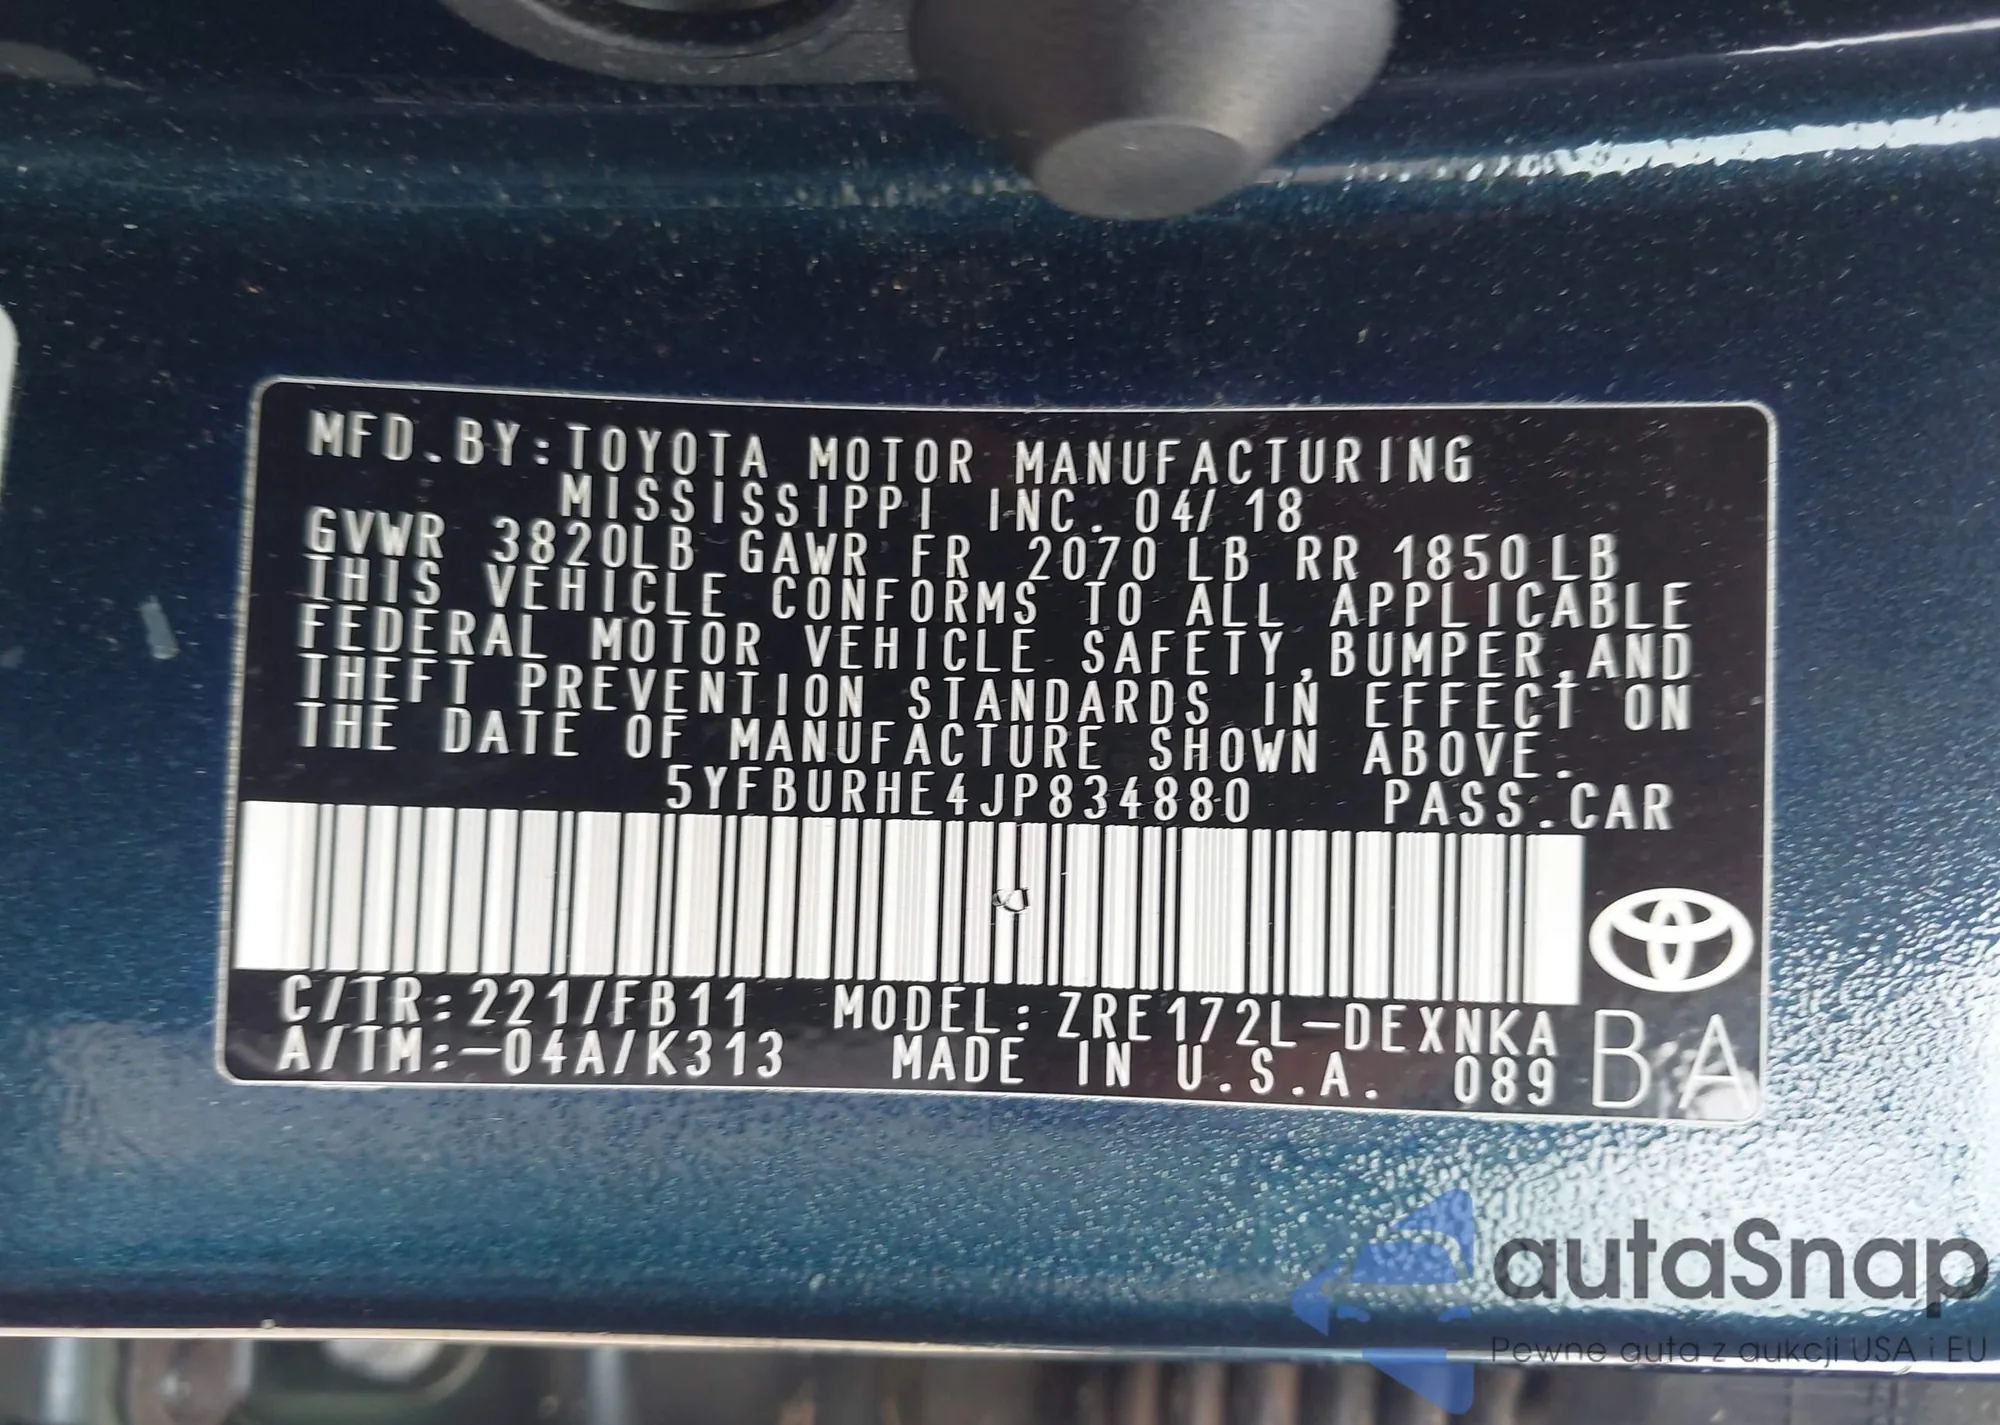 MFD.BY:TOYOTA MOTOR MANUFACTURING
MISSISSIPPI INC. 04/18
GVWR 3820LB GAWR FR 2070 LB RR 1850LB
THIS VEHICLE CONFORMS TO ALL APPLICABLE
FEDERAL MOTOR VEHICLE SAFETY,BUMPER,AND
THEFT PREVENTION STANDARDS IN EFFECT ON
THE DATE OF MANUFACTURE SHOWN ABOVE.
5YFBURHE4JP834880 PASS.CAR
C/TR:221/FB11 MODEL:ZRE172L-DEXNKA
A/TM:-04A/K313 MADE IN U.S.A. 089 BA
autaSnap
Pewne auta z aukcji USA i EU